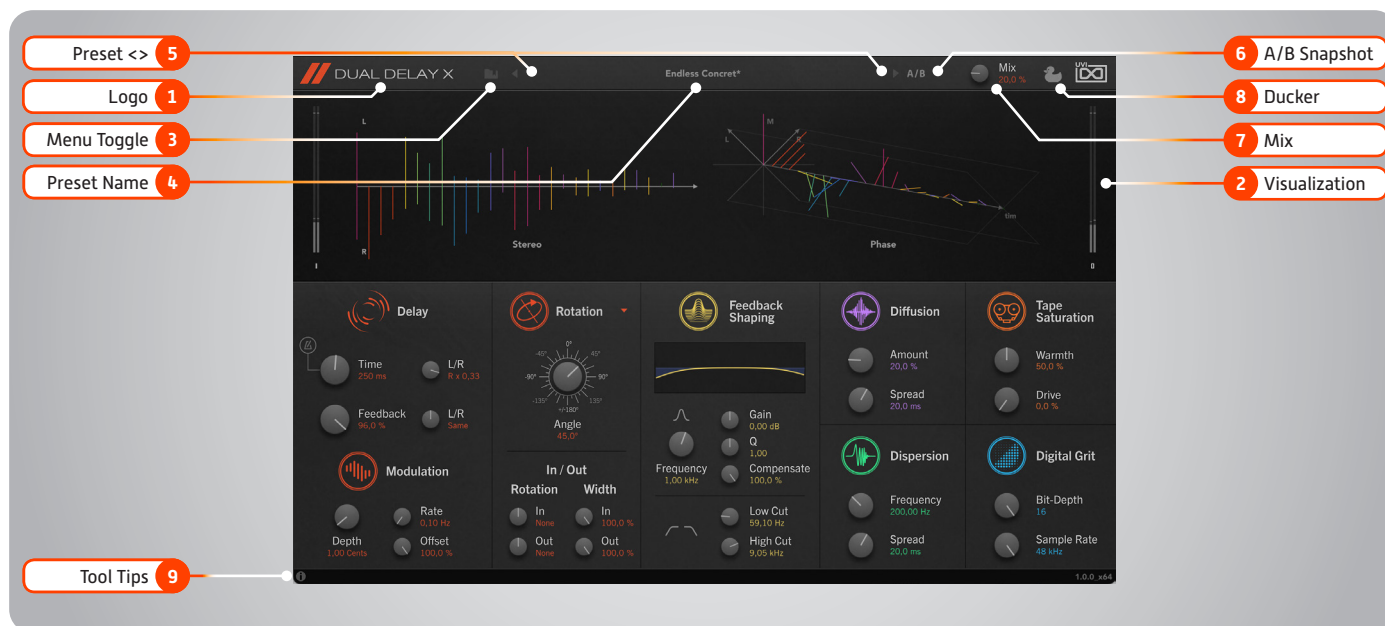 Preset <> 5
Logo 1
Menu Toggle 3
Preset Name 4
Tool Tips 9
6 A/B Snapshot
8 Ducker
7 Mix
2 Visualization
DUAL DELAY X
Endless Concret*
A/B
Mix
20,0 %
UVI
L
R
Stereo
I
M
L
R
tim
Phase
0
Delay
Time
250 ms
L/R
R x 0,33
Feedback
96,0 %
L/R
Same
Modulation
Depth
1,00 Cents
Rate
0,10 Hz
Offset
100,0 %
Rotation
0°
-45° 45°
-90° 90°
-135° 135°
+/-180°
Angle
45,0°
In / Out
Rotation Width
In
None
In
100,0 %
Out
None
Out
100,0 %
Feedback
Shaping
Frequency
1,00 kHz
Gain
0,00 dB
Q
1,00
Compensate
100,0 %
Low Cut
59,10 Hz
High Cut
9,05 kHz
Diffusion
Amount
20,0 %
Spread
20,0 ms
Dispersion
Frequency
200,00 Hz
Spread
20,0 ms
Tape
Saturation
Warmth
50,0 %
Drive
0,0 %
Digital Grit
Bit-Depth
16
Sample Rate
48 kHz
1.0.0_x64